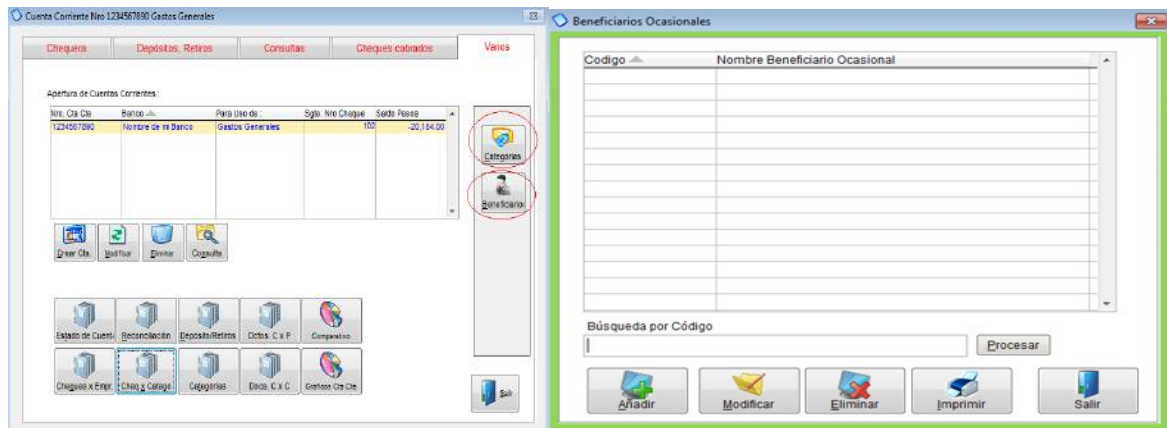 Cuenta Corriente Nro 1234567890 Gastos Generales
Chequera Depósitos, Retiros Consultas Cheques cobrados Varios
Apertura de Cuentas Corrientes :
Nro. Cta Cte Banco Para Uso de : Sgte. Nro Cheque Saldo Pesos
1234567890 Nombre de mi Banco Gastos Generales 102 -20,184.00
Categorias
Beneficiario
Crear Cta. Modificar Eliminar Consulta
Estado de Cuent Reconciliación Deposito/Retiros Dctos. C x P Comparativo
Cheques x Empr. Cheq x Catego Categorias Docs. C x C Graficos Cta Cte
Salir
Beneficiarios Ocasionales
Codigo Nombre Beneficiario Ocasional
Búsqueda por Código
Procesar
Añadir Modificar Eliminar Imprimir Salir